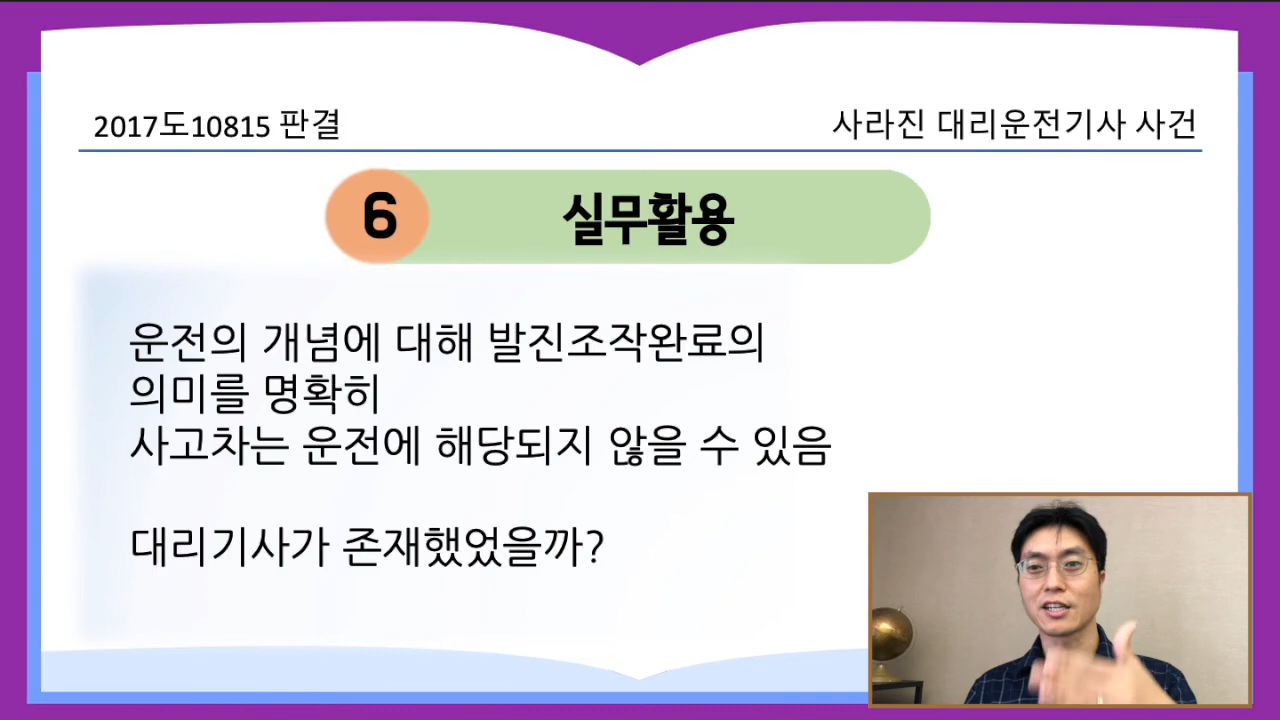 2017도10815 판결
사라진 대리운전기사 사건
6
실무활용
운전의 개념에 대해 발진조작완료의
의미를 명확히
사고차는 운전에 해당되지 않을 수 있음
대리기사가 존재했었을까?